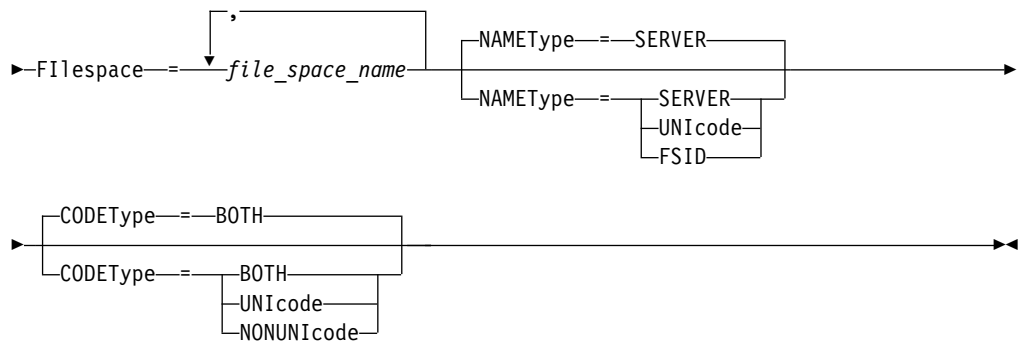 ,
NAMEType = SERVER
FIlespace = file_space_name
NAMEType = SERVER
UNIcode
FSID
CODEType = BOTH
CODEType = BOTH
UNIcode
NONUNIcode